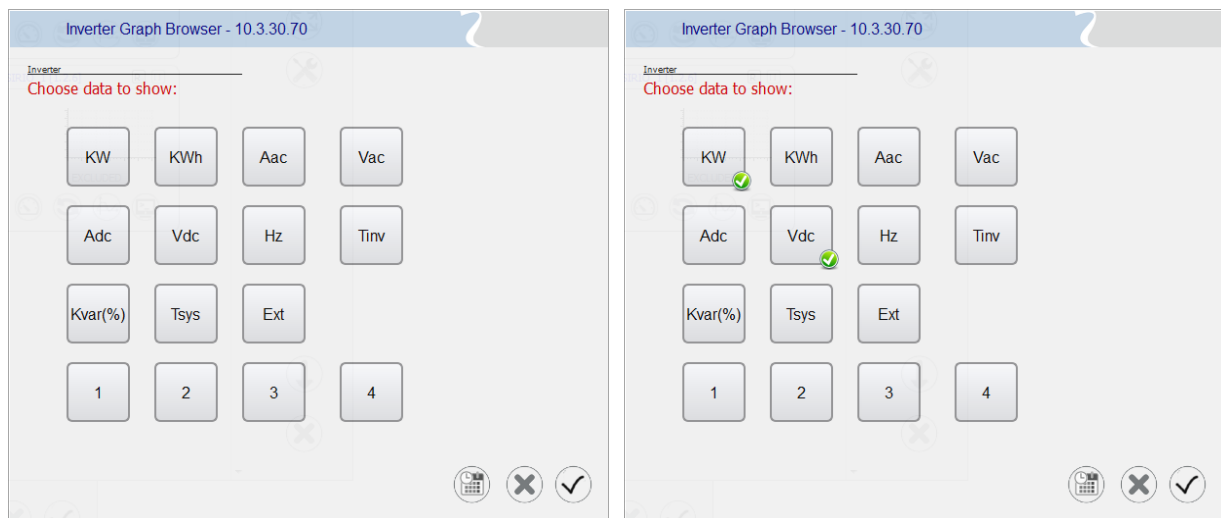 Inverter Graph Browser - 10.3.30.70
Inverter
Choose data to show:
KW KWh Aac Vac
Adc Vdc Hz Tinv
Kvar(%) Tsys Ext
1 2 3 4
Inverter Graph Browser - 10.3.30.70
Inverter
Choose data to show:
KW KWh Aac Vac
Adc Vdc Hz Tinv
Kvar(%) Tsys Ext
1 2 3 4